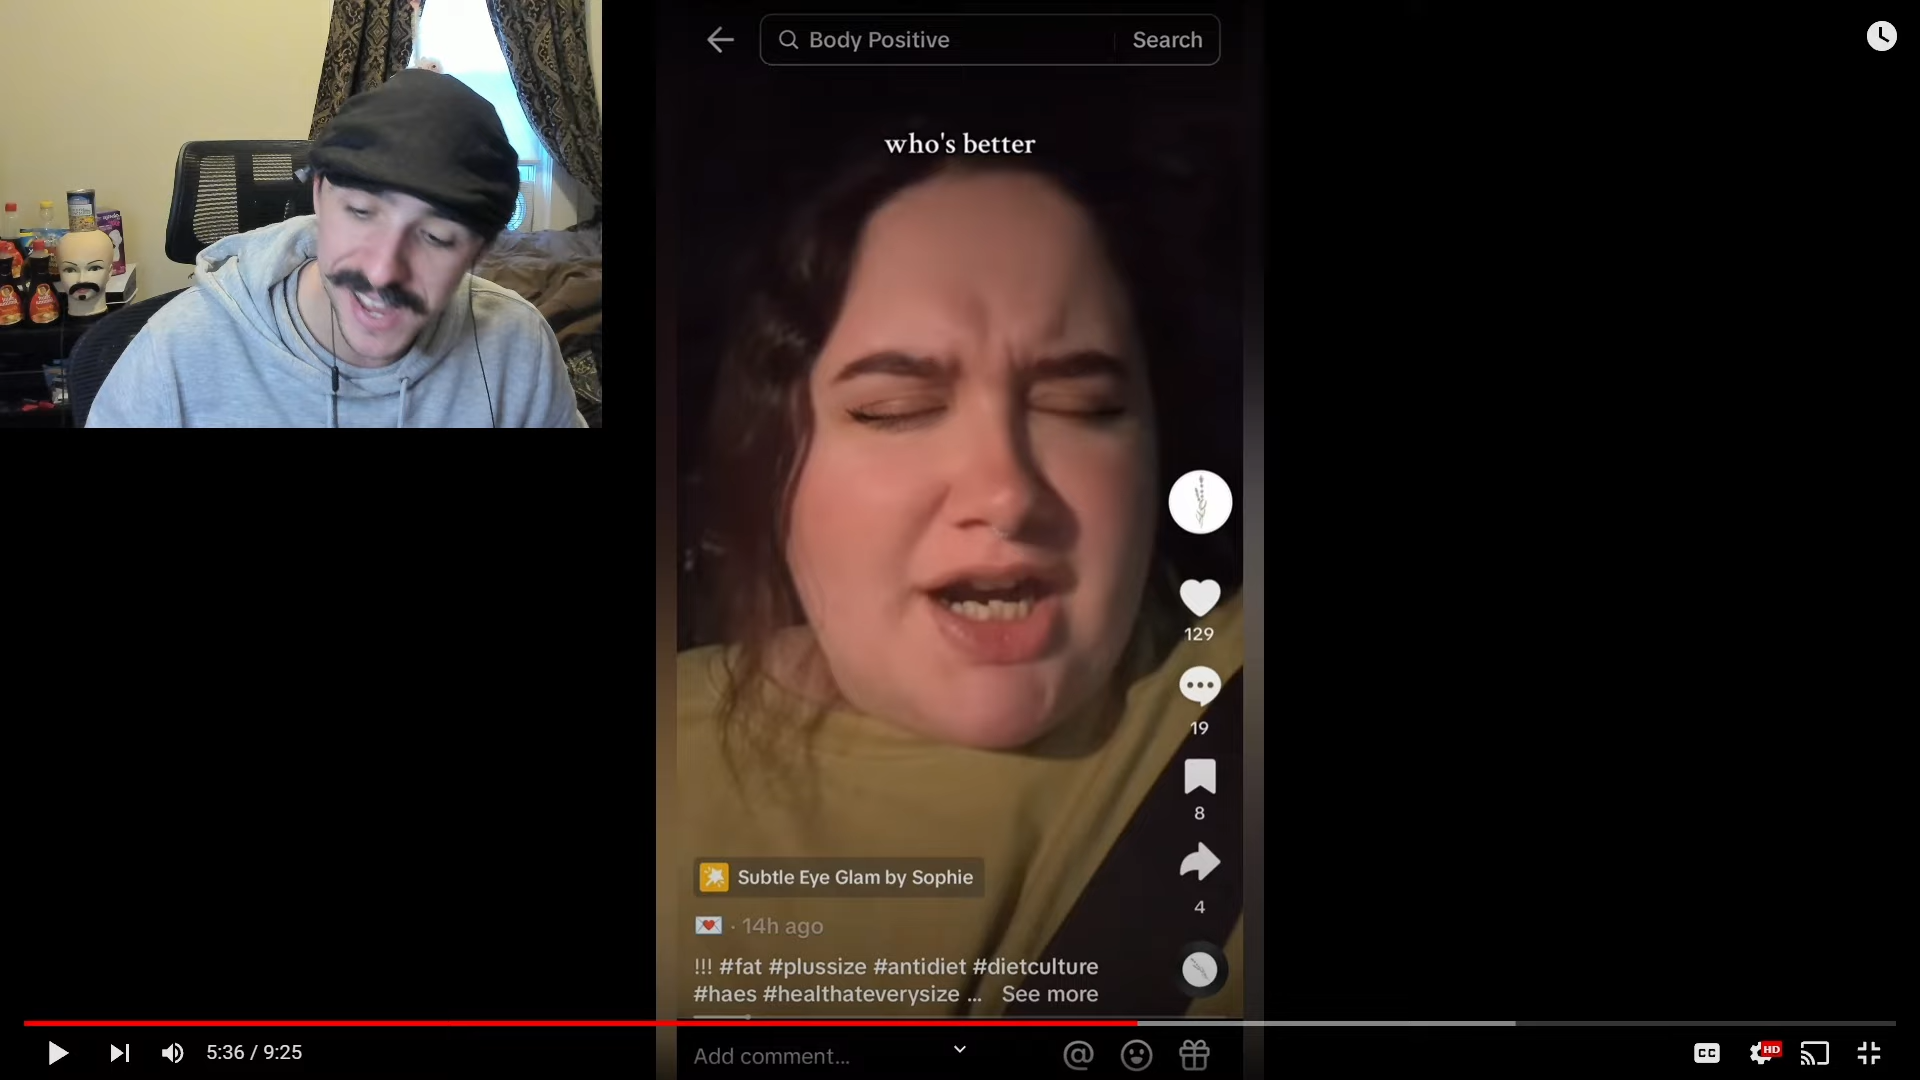 Body Positive
Search
who's better
129
19
8
Subtle Eye Glam by Sophie
4
· 14h ago
!!! #fat #plussize #antidiet #dietculture
#haes #healthateverysize ... See more
5:36 / 9:25
Add comment...
CC
HD